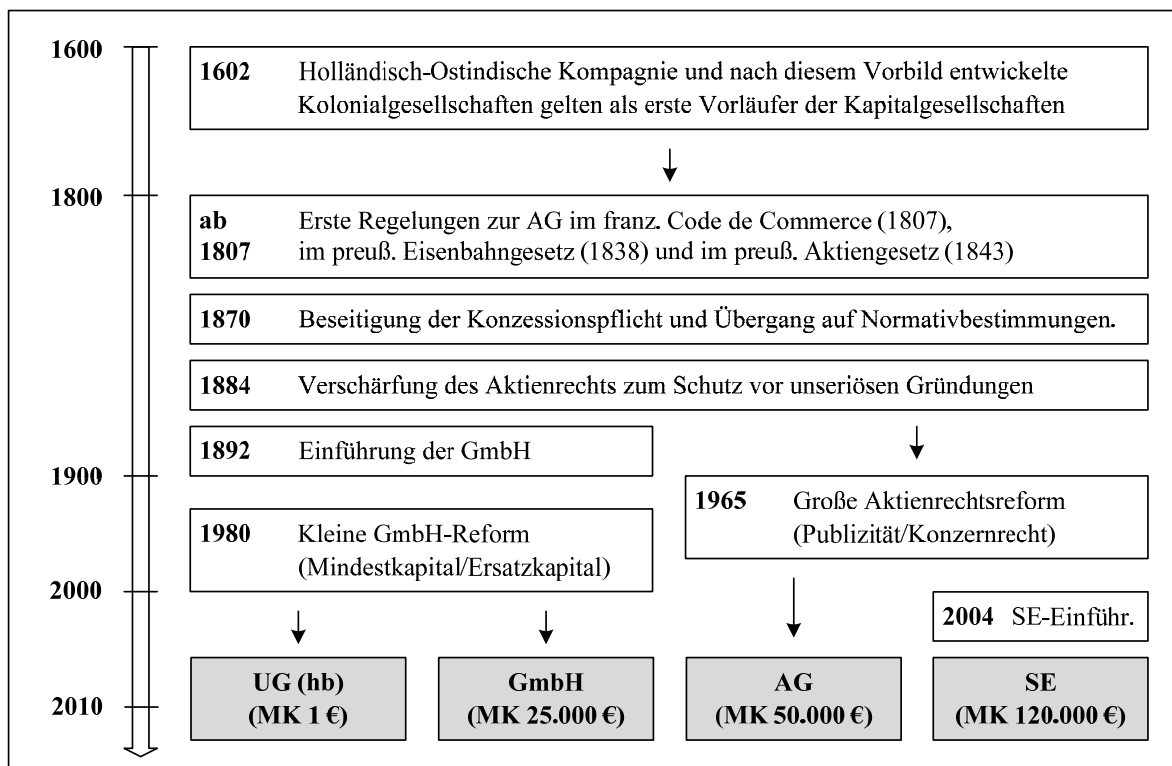 1600
1602 Holländisch-Ostindische Kompagnie und nach diesem Vorbild entwickelte
Kolonialgesellschaften gelten als erste Vorläufer der Kapitalgesellschaften
1800
ab Erste Regelungen zur AG im franz. Code de Commerce (1807),
1807 im preuß. Eisenbahngesetz (1838) und im preuß. Aktiengesetz (1843)
1870 Beseitigung der Konzessionspflicht und Übergang auf Normativbestimmungen.
1884 Verschärfung des Aktienrechts zum Schutz vor unseriösen Gründungen
1892 Einführung der GmbH
1900
1965 Große Aktienrechtsreform
(Publizität/Konzernrecht)
1980 Kleine GmbH-Reform
(Mindestkapital/Ersatzkapital)
2000
2004 SE-Einführ.
UG (hb)
(MK 1 €)
GmbH
(MK 25.000 €)
AG
(MK 50.000 €)
SE
(MK 120.000 €)
2010